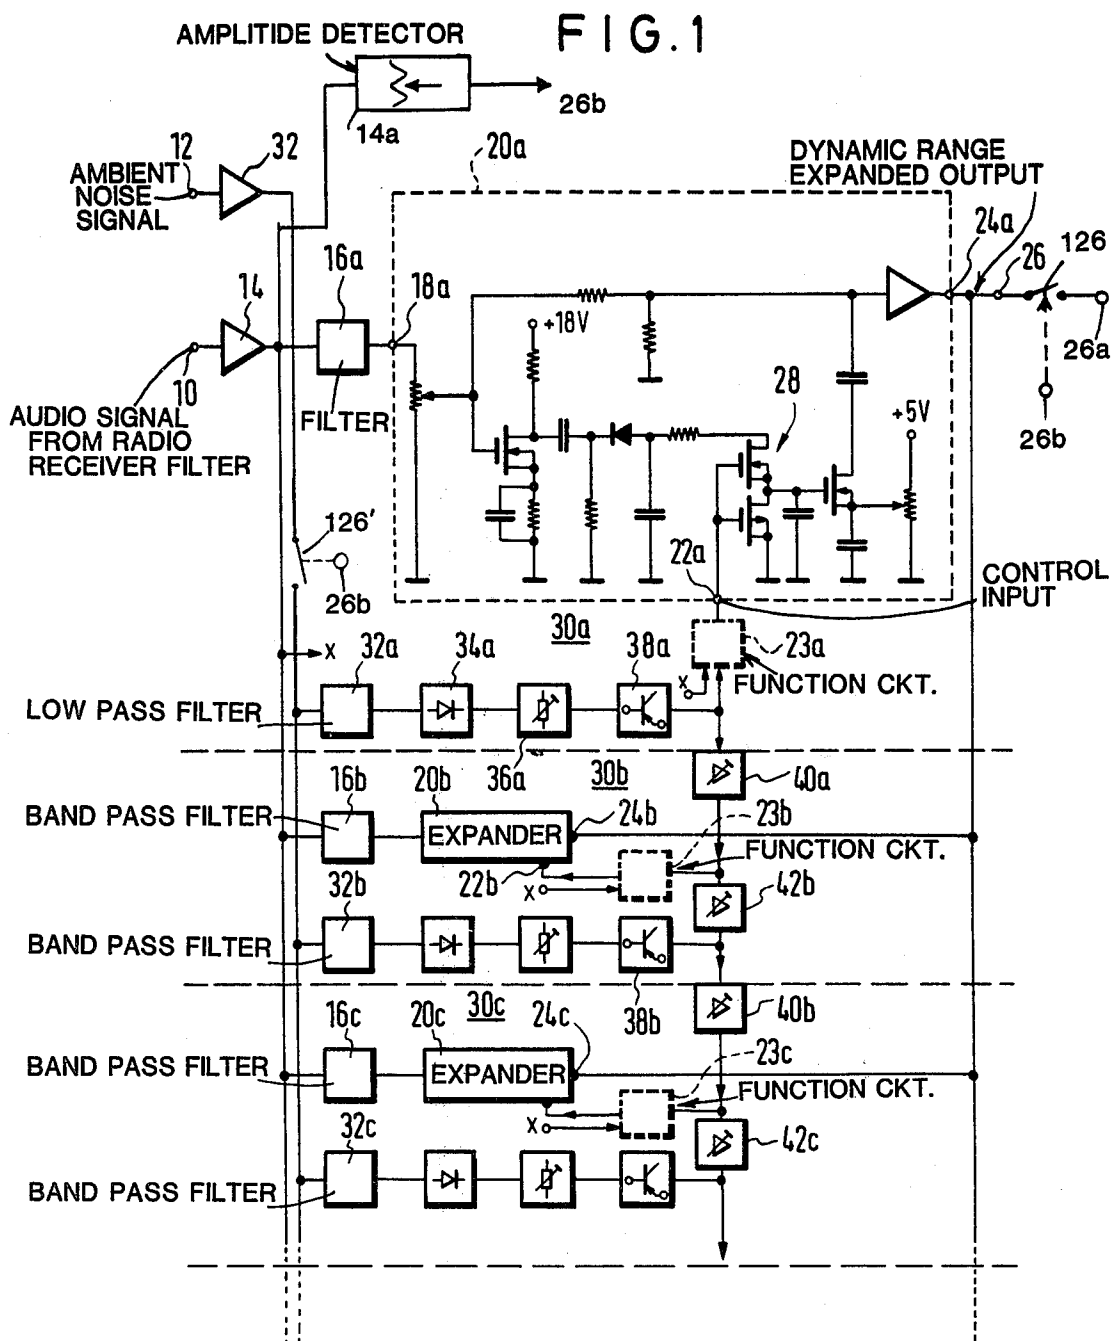 FIG.1
AMPLITIDE DETECTOR
14a
26b
12
32
AMBIENT
NOISE
SIGNAL
20a
DYNAMIC RANGE
EXPANDED OUTPUT
24a
26
126
26a
26b
14
16a
18a
10
FILTER
AUDIO SIGNAL
FROM RADIO
RECEIVER FILTER
+18V
28
+5V
126'
26b
22a
CONTROL
INPUT
30a
x
32a
34a
38a
23a
x
FUNCTION CKT.
LOW PASS FILTER
36a
30b
40a
16b
20b
24b
23b
BAND PASS FILTER
EXPANDER
FUNCTION CKT.
22b
x
32b
42b
BAND PASS FILTER
30c
38b
40b
16c
20c
24c
23c
BAND PASS FILTER
EXPANDER
FUNCTION CKT.
x
32c
42c
BAND PASS FILTER